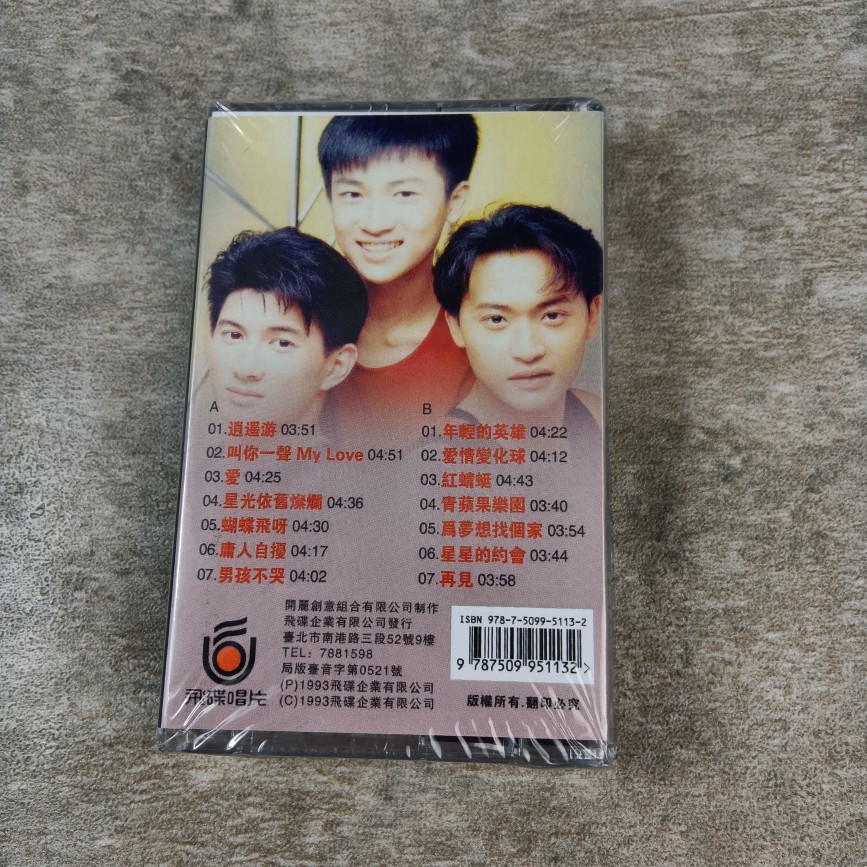 A
01.逍遥游 03:51
02.叫你一聲 My Love 04:51
03.愛 04:25
04.星光依舊燦爛 04:36
05.蝴蝶飛呀 04:30
06.庸人自擾 04:17
07.男孩不哭 04:02
B
01.年輕的英雄 04:22
02.愛情變化球 04:12
03.紅蜻蜓 04:43
04.青蘋果樂園 03:40
05.爲夢想找個家 03:54
06.星星的約會 03:44
07.再見 03:58
飛碟唱片
開麗創意組合有限公司制作
飛碟企業有限公司發行
臺北市南港路三段52號9樓
TEL：7881598
局版臺音字第0521號
(P)1993飛碟企業有限公司
(C)1993飛碟企業有限公司
ISBN 978-7-5099-5113-2
9 787509 951132 >
版權所有.翻印必究